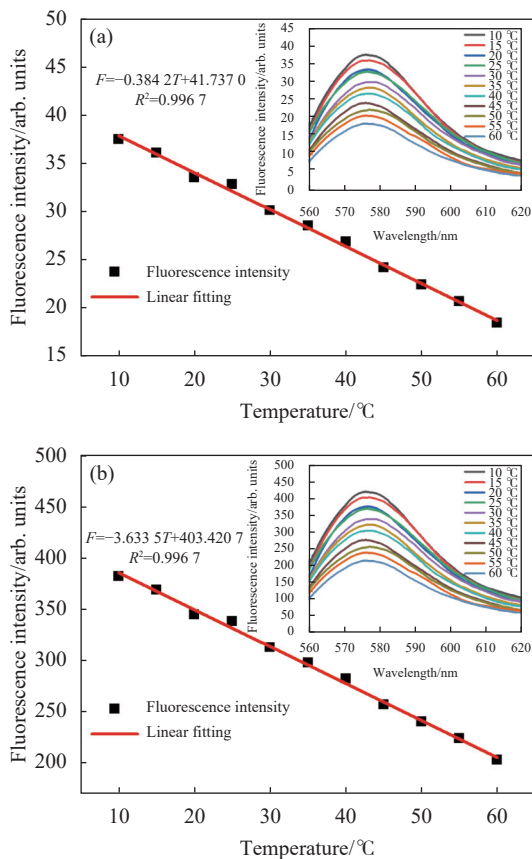 (a)
F=−0.384 2T+41.737 0
R²=0.996 7
Fluorescence intensity/arb. units
40
35
30
25
20
15
10 20 30 40 50 60
Temperature/℃
Fluorescence intensity
Linear fitting
Fluorescence intensity/arb. units
45
40
35
30
25
20
15
10
5
0
560 570 580 590 600 610 620
Wavelength/nm
10 ℃
15 ℃
20 ℃
25 ℃
30 ℃
35 ℃
40 ℃
45 ℃
50 ℃
55 ℃
60 ℃
(b)
F=−3.633 5T+403.420 7
R²=0.996 7
Fluorescence intensity/arb. units
500
450
400
350
300
250
200
10 20 30 40 50 60
Temperature/℃
Fluorescence intensity
Linear fitting
Fluorescence intensity/arb. units
500
450
400
350
300
250
200
150
100
50
0
560 570 580 590 600 610 620
Wavelength/nm
10 ℃
15 ℃
20 ℃
25 ℃
30 ℃
35 ℃
40 ℃
45 ℃
50 ℃
55 ℃
60 ℃